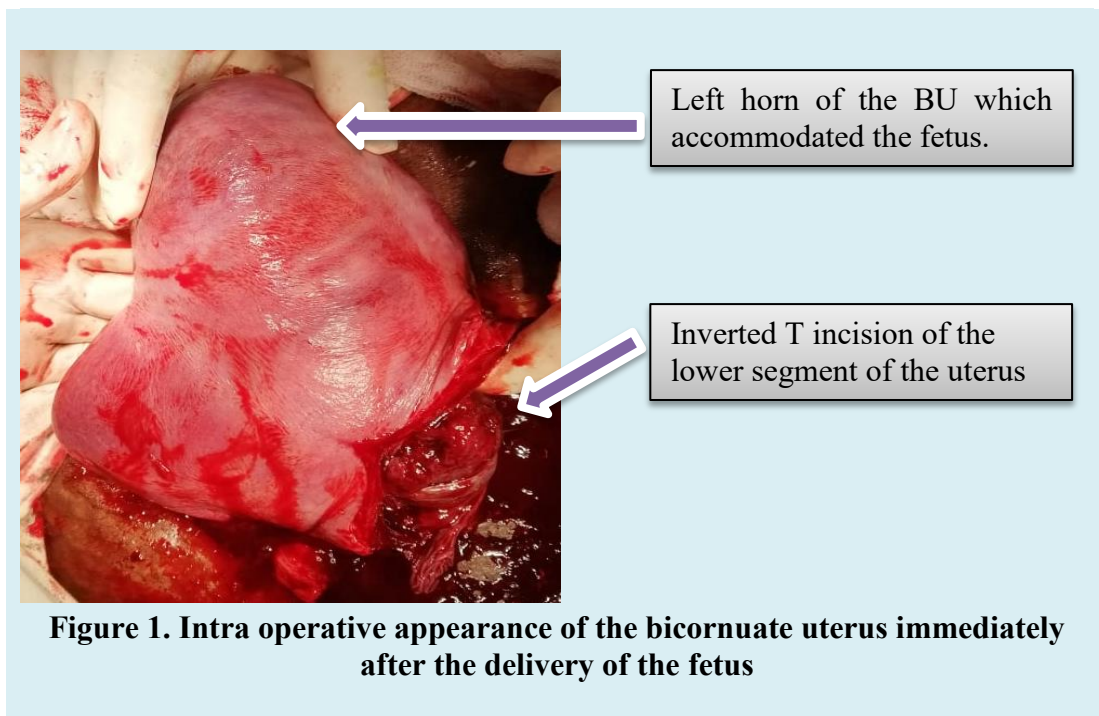 Left horn of the BU which
accommodated the fetus.
Inverted T incision of the
lower segment of the uterus
Figure 1. Intra operative appearance of the bicornuate uterus immediately
after the delivery of the fetus